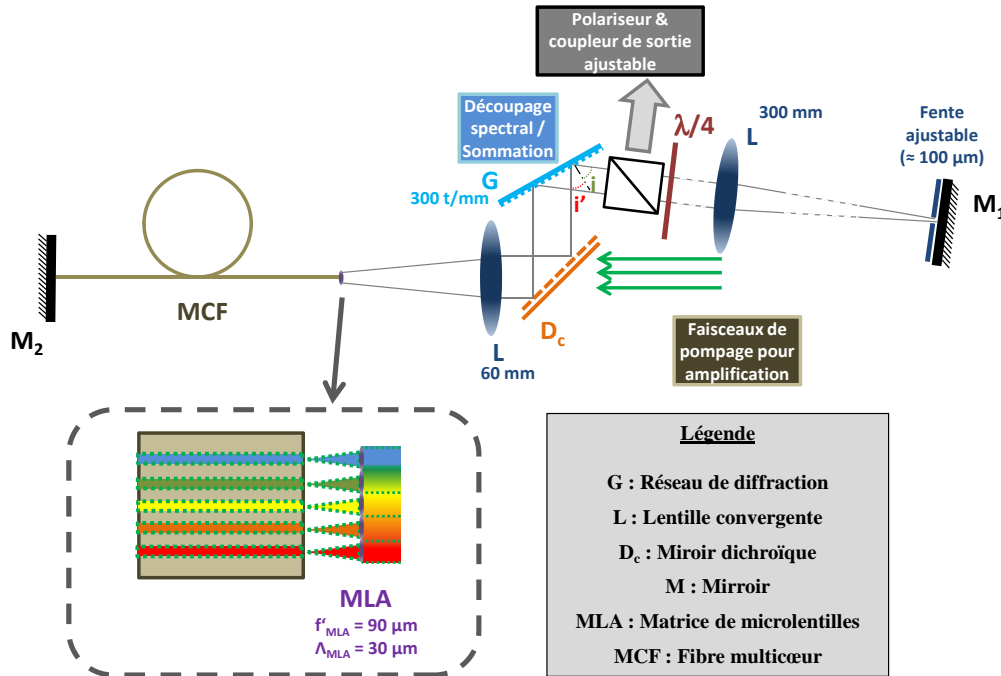 Polariseur &
coupleur de sortie
ajustable
Découpage
spectral /
Sommation
G
300 t/mm
i
i'
λ/4
300 mm
L
Fente
ajustable
(≈ 100 µm)
M₁
M₂
MCF
L
60 mm
Dc
Faisceaux de
pompage pour
amplification
MLA
f'MLA = 90 µm
ΛMLA = 30 µm
Légende
G : Réseau de diffraction
L : Lentille convergente
Dc : Miroir dichroïque
M : Mirroir
MLA : Matrice de microlentilles
MCF : Fibre multicœur